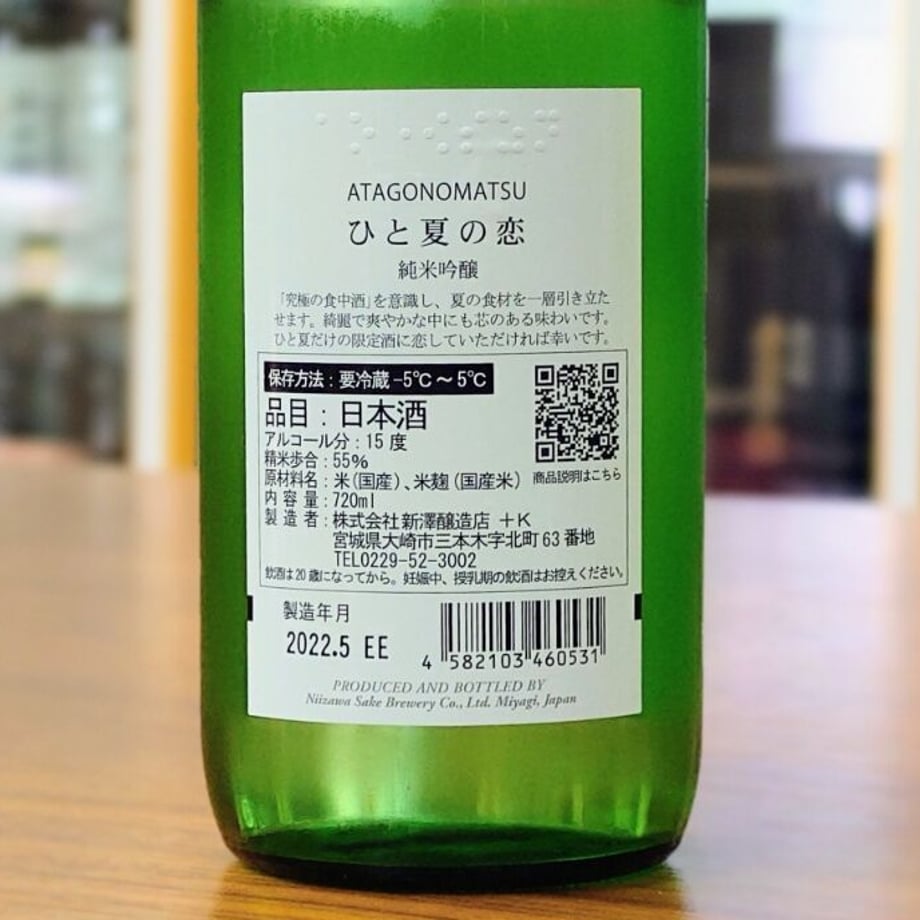 ATAGONOMATSU
ひと夏の恋
純米吟醸
「究極の食中酒」を意識し、夏の食材を一層引き立た
せます。綺麗で爽やかな中にも芯のある味わいです。
ひと夏だけの限定酒に恋していただければ幸いです。
保存方法：要冷蔵−5℃〜5℃
品目：日本酒
アルコール分：15度
精米歩合：55%
原材料名：米（国産）、米麹（国産米）
商品説明はこちら
内容量：720ml
製造者：株式会社新澤醸造店 +K
宮城県大崎市三本木字北町63番地
TEL0229-52-3002
飲酒は20歳になってから。妊娠中、授乳期の飲酒はお控えください。
製造年月
2022.5 EE
4 582103 460531
PRODUCED AND BOTTLED BY
Niizawa Sake Brewery Co., Ltd. Miyagi, Japan